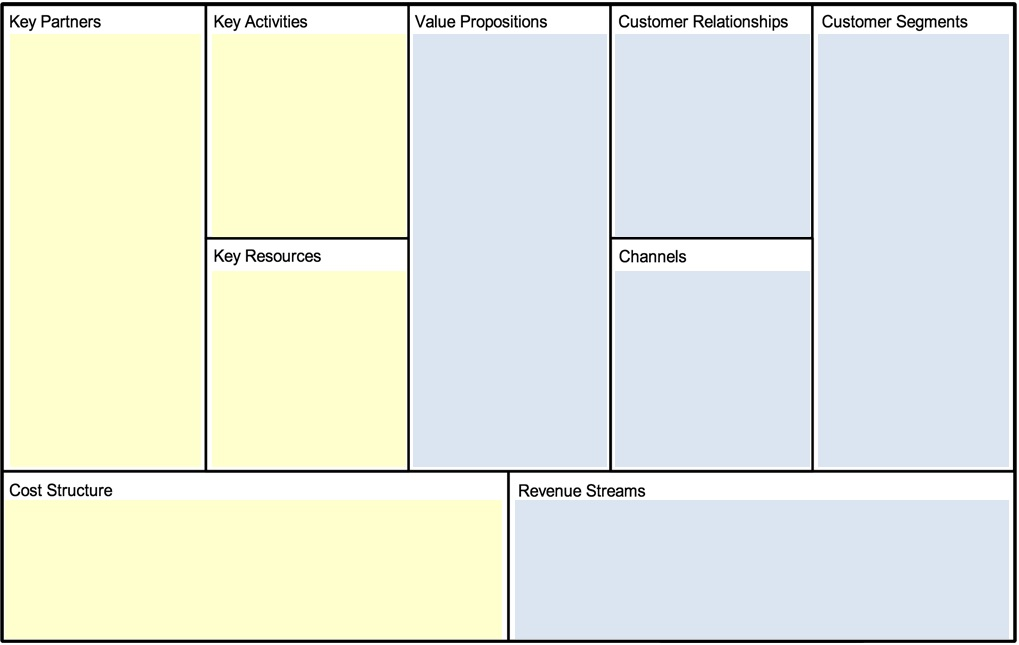 Key Partners
Key Activities
Value Propositions
Customer Relationships
Customer Segments
Key Resources
Channels
Cost Structure
Revenue Streams